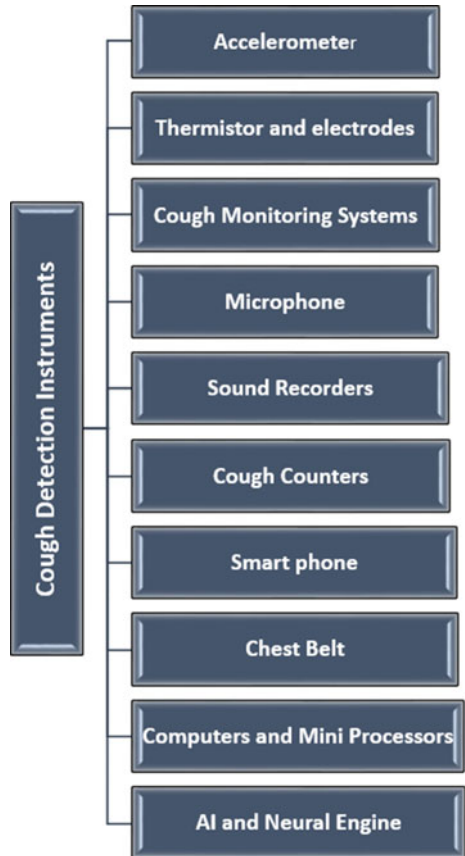 Cough Detection Instruments
Accelerometer
Thermistor and electrodes
Cough Monitoring Systems
Microphone
Sound Recorders
Cough Counters
Smart phone
Chest Belt
Computers and Mini Processors
AI and Neural Engine